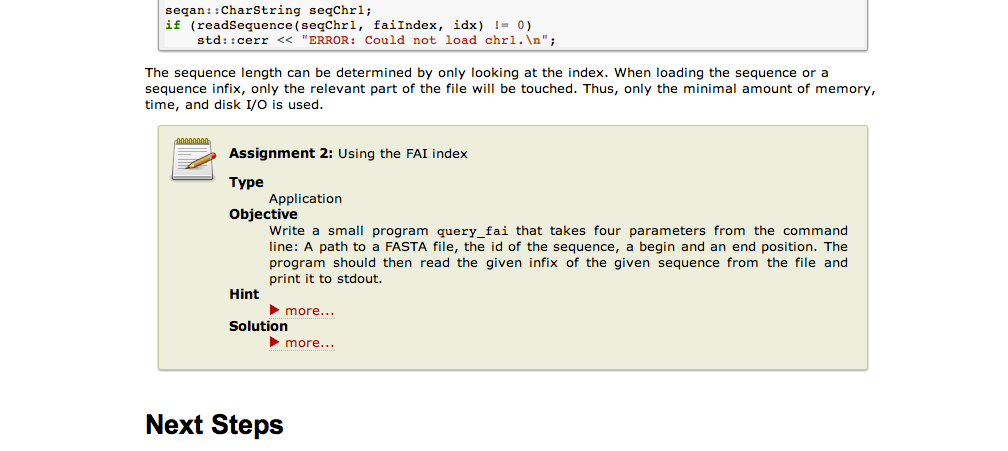 seqan::CharString seqChr1;
if (readSequence(seqChr1, faiIndex, idx) != 0)
    std::cerr << "ERROR: Could not load chr1.\n";
The sequence length can be determined by only looking at the index. When loading the sequence or a
sequence infix, only the relevant part of the file will be touched. Thus, only the minimal amount of memory,
time, and disk I/O is used.
Assignment 2: Using the FAI index
Type
Application
Objective
Write a small program query_fai that takes four parameters from the command
line: A path to a FASTA file, the id of the sequence, a begin and an end position. The
program should then read the given infix of the given sequence from the file and
print it to stdout.
Hint
▶ more...
Solution
▶ more...
Next Steps